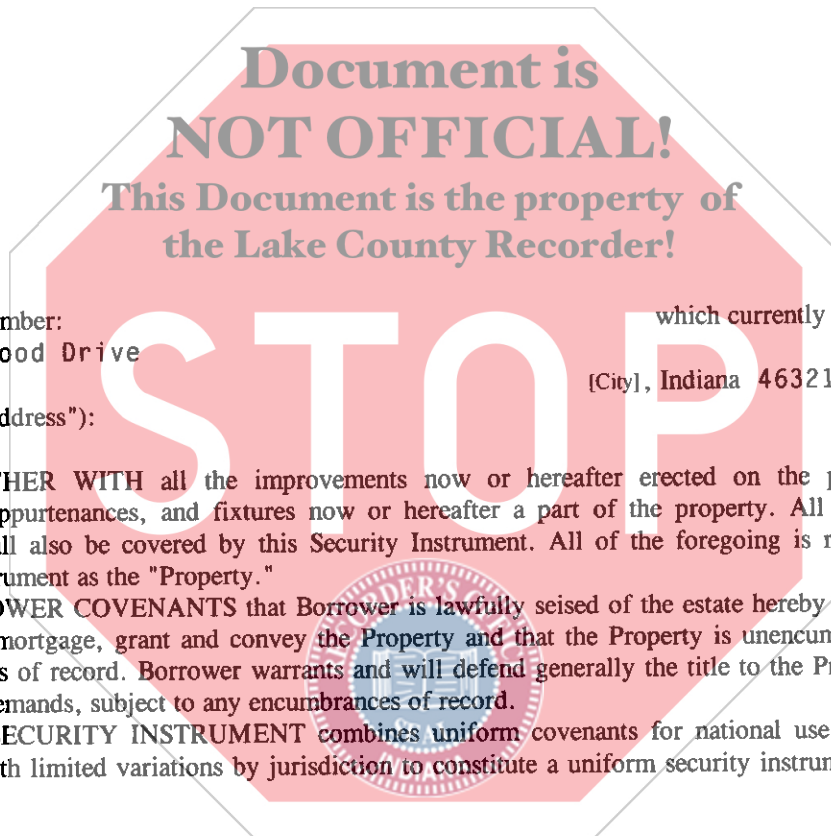 Document is
NOT OFFICIAL!
This Document is the property of
the Lake County Recorder!
STOP
mber: which currently
ood Drive
[City], Indiana 46321
ddress"):
THER WITH all the improvements now or hereafter erected on the p
ppurtenances, and fixtures now or hereafter a part of the property. All
ll also be covered by this Security Instrument. All of the foregoing is r
rument as the "Property."
OWER COVENANTS that Borrower is lawfully seised of the estate hereby
mortgage, grant and convey the Property and that the Property is unencum
s of record. Borrower warrants and will defend generally the title to the Pr
emands, subject to any encumbrances of record.
ECURITY INSTRUMENT combines uniform covenants for national use
th limited variations by jurisdiction to constitute a uniform security instrum
SEAL